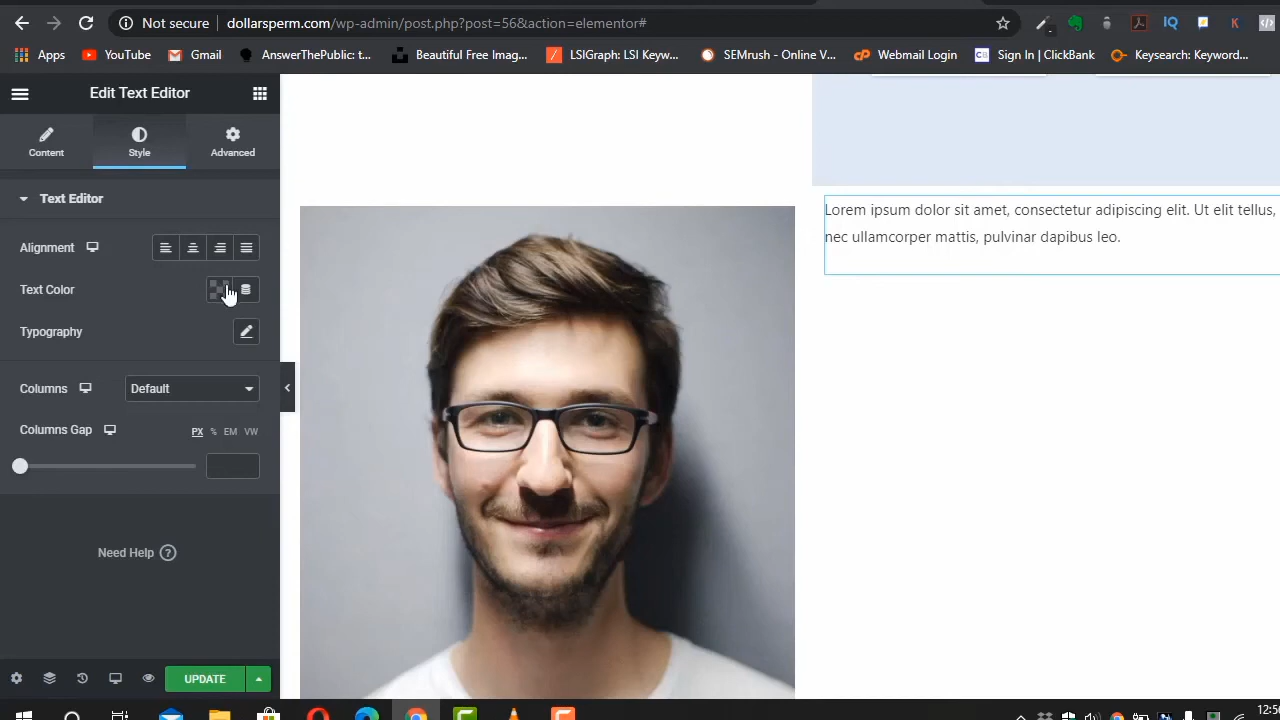 Not secure
dollarsperm.com/wp-admin/post.php?post=56&action=elementor#
Apps
YouTube
Gmail
AnswerThePublic: t...
Beautiful Free Imag...
LSIGraph: LSI Keyw...
SEMrush - Online V...
Webmail Login
Sign In | ClickBank
Keysearch: Keyword...
Edit Text Editor
Content
Style
Advanced
Text Editor
Alignment
Text Color
Typography
Columns
Default
Columns Gap
PX % EM VW
Need Help ?
UPDATE
Lorem ipsum dolor sit amet, consectetur adipiscing elit. Ut elit tellus,
nec ullamcorper mattis, pulvinar dapibus leo.